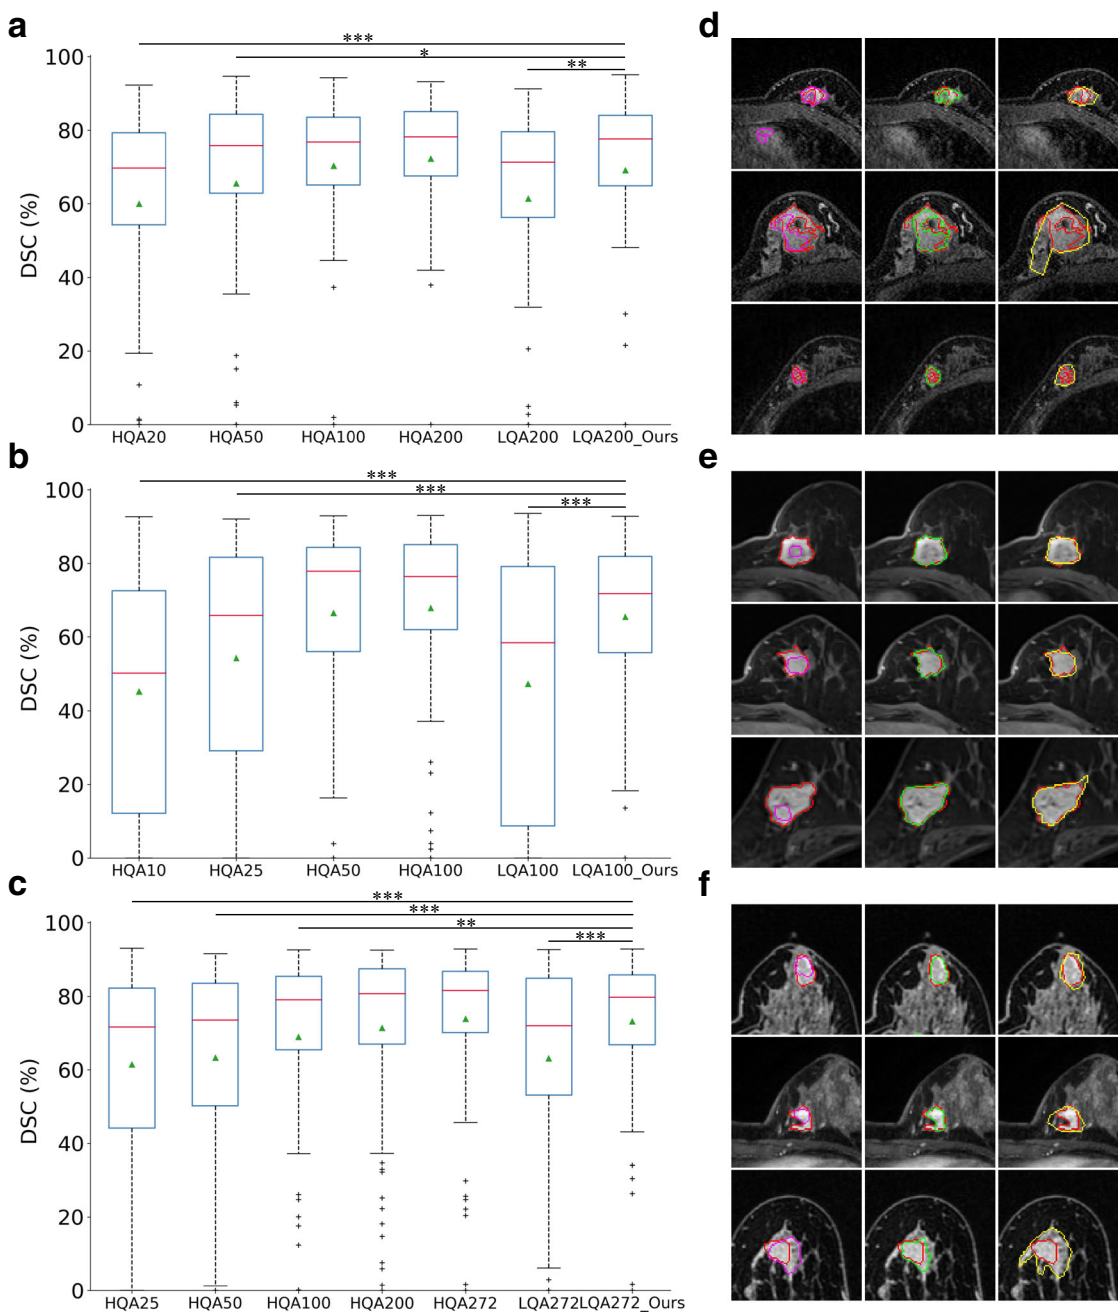 a
***
*
**
100
80
60
40
20
0
DSC (%)
HQA20 HQA50 HQA100 HQA200 LQA200 LQA200_Ours
b
***
***
***
100
80
60
40
20
0
DSC (%)
HQA10 HQA25 HQA50 HQA100 LQA100 LQA100_Ours
c
***
***
**
***
100
80
60
40
20
0
DSC (%)
HQA25 HQA50 HQA100 HQA200 HQA272 LQA272 LQA272_Ours
d
e
f